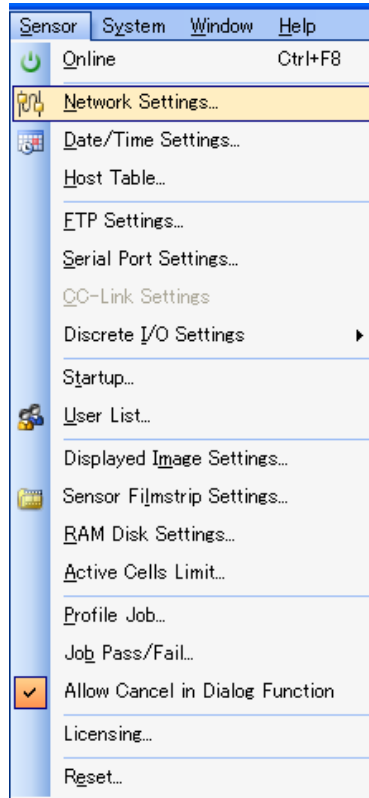 Sensor System Window Help
Online Ctrl+F8
Network Settings...
Date/Time Settings...
Host Table...
FTP Settings...
Serial Port Settings...
CC-Link Settings
Discrete I/O Settings
Startup...
User List...
Displayed Image Settings...
Sensor Filmstrip Settings...
RAM Disk Settings...
Active Cells Limit...
Profile Job...
Job Pass/Fail...
Allow Cancel in Dialog Function
Licensing...
Reset...